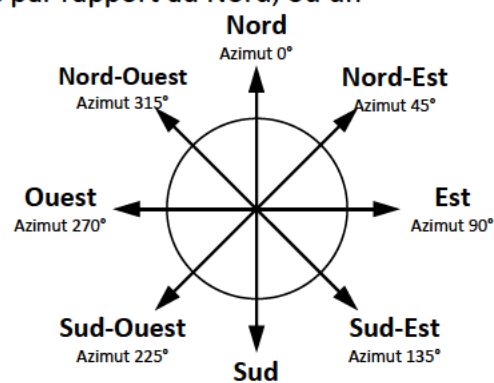 par rapport au Nord, ou un
Nord
Azimut 0°
Nord-Ouest
Azimut 315°
Nord-Est
Azimut 45°
Ouest
Azimut 270°
Est
Azimut 90°
Sud-Ouest
Azimut 225°
Sud-Est
Azimut 135°
Sud